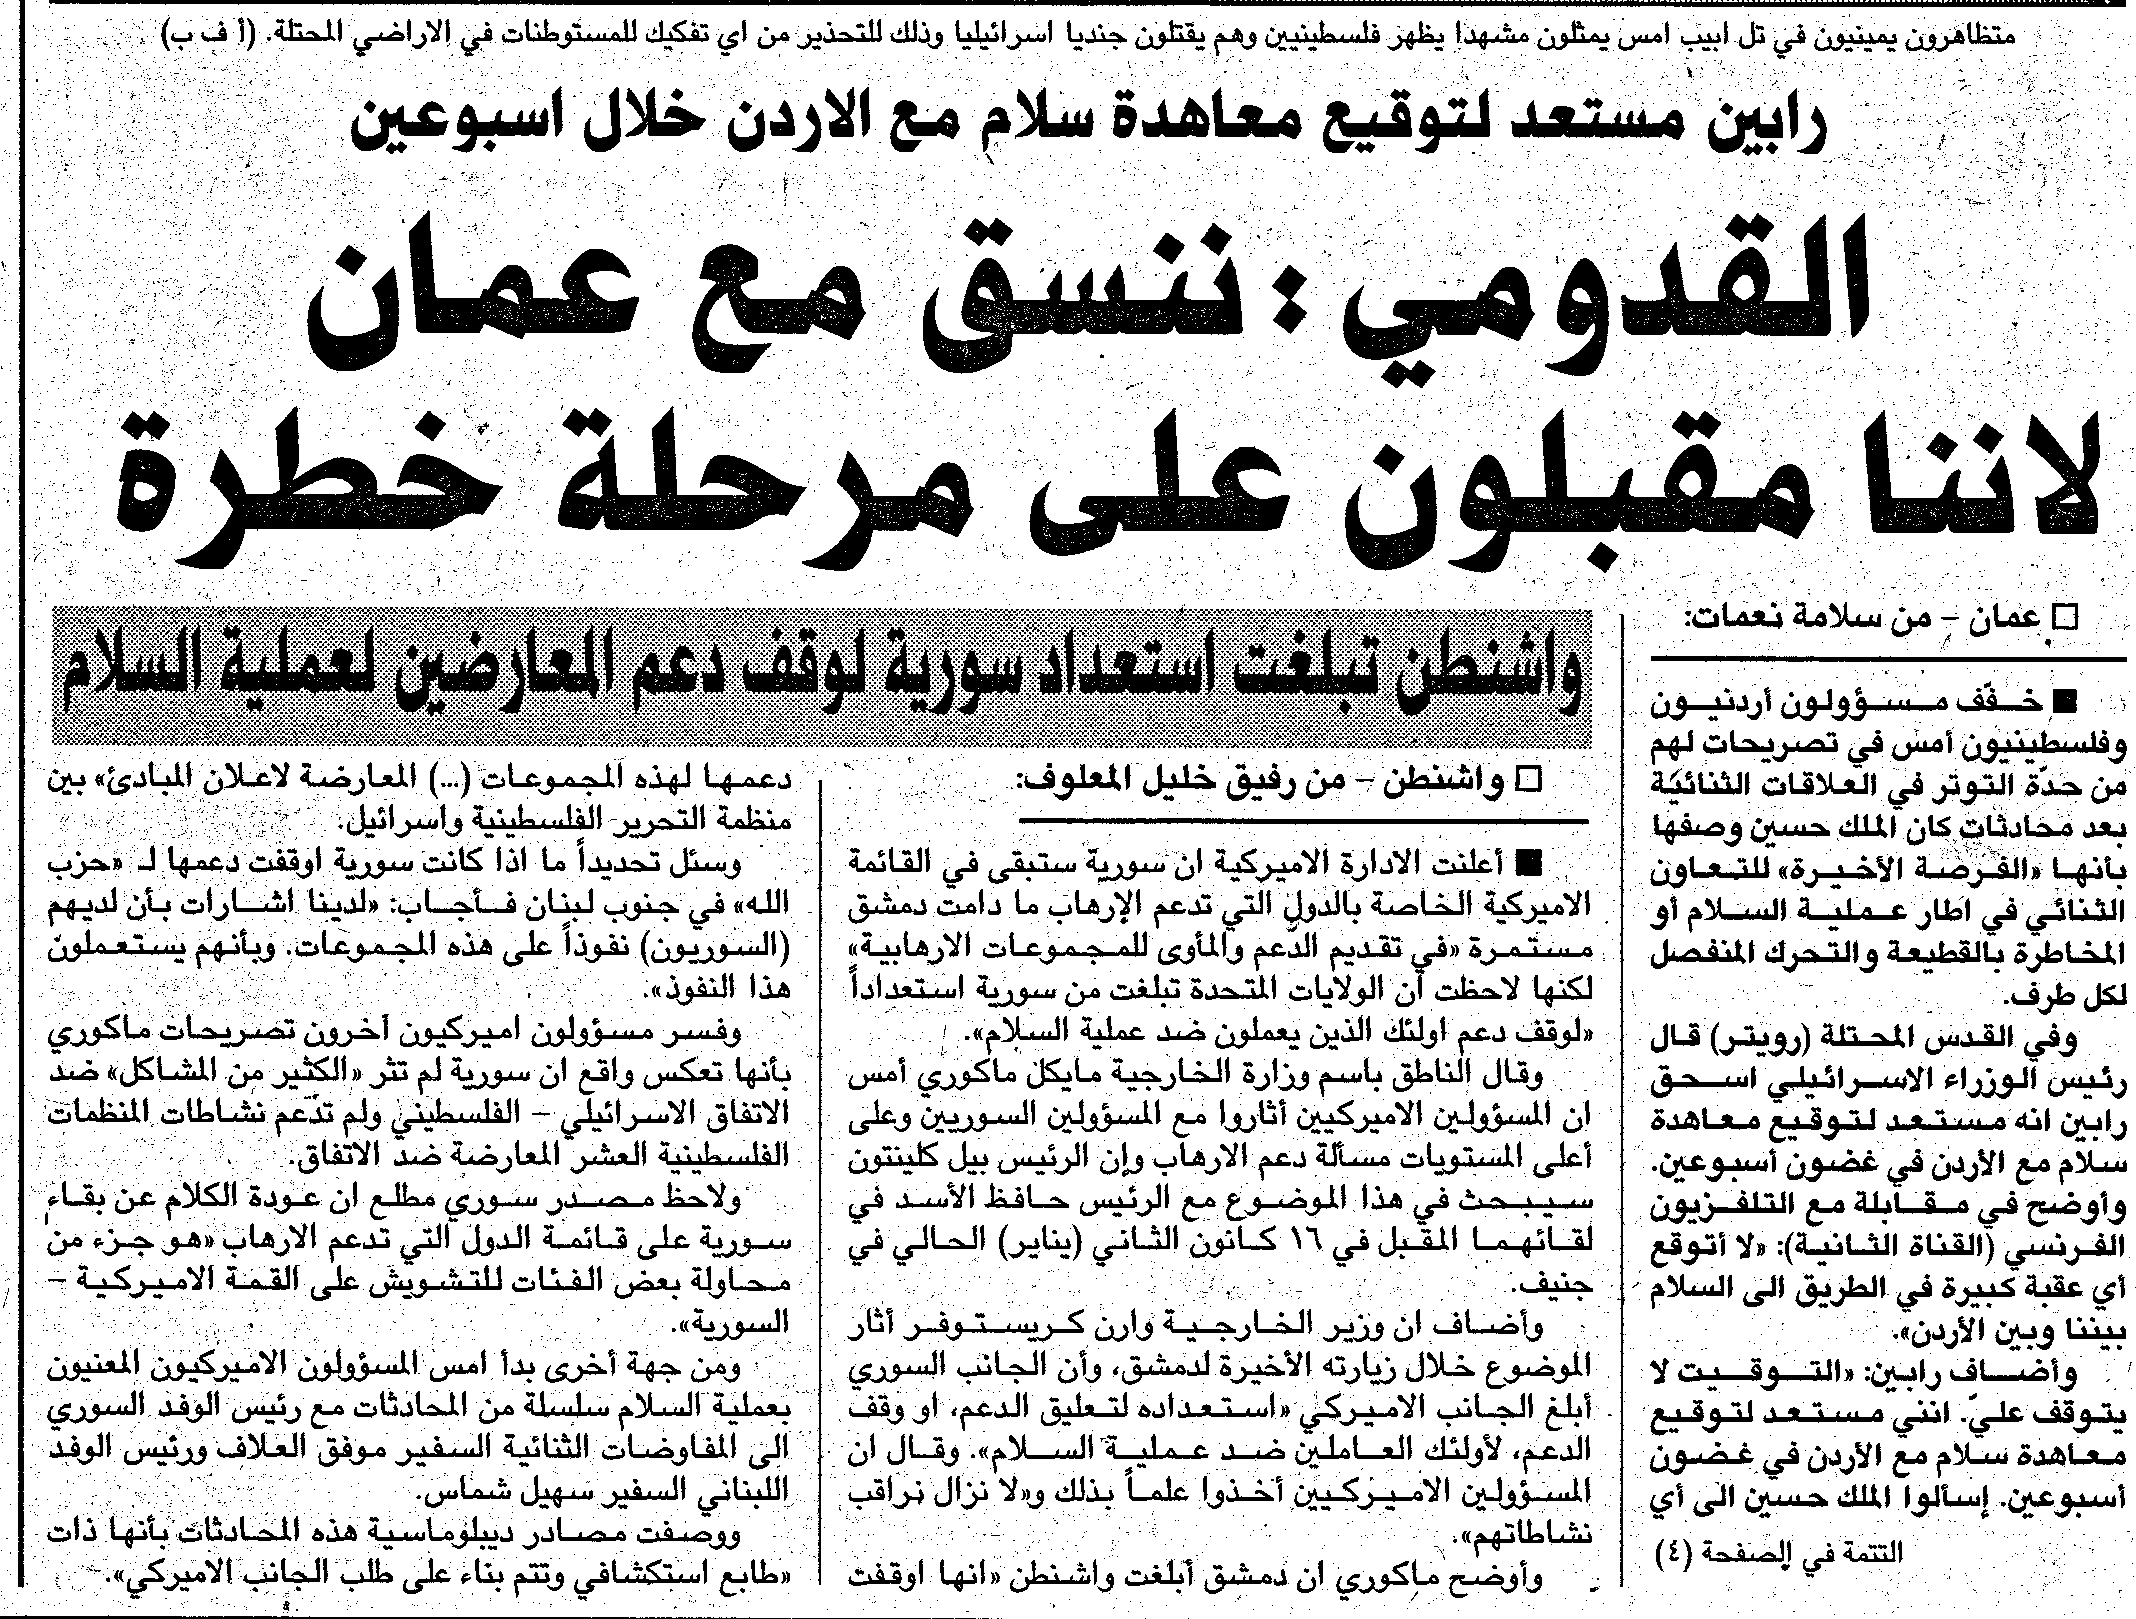 متظاهرون يمينيون في تل ابيب امس يمثلون مشهدا يظهر فلسطينيين وهم يقتلون جنديا اسرائيليا وذلك للتحذير من اي تفكيك للمستوطنات في الاراضي المحتلة. (أ ف ب)
رابين مستعد لتوقيع معاهدة سلام مع الاردن خلال اسبوعين
القدومي : ننسق مع عمان
لاننا مقبلون على مرحلة خطرة
□ عمان – من سلامة نعمات:
■ خفّف مسؤولون أردنيون
وفلسطينيون أمس في تصريحات لهم
من حدّة التوتر في العلاقات الثنائية
بعد محادثات كان الملك حسين وصفها
بأنها «الفرصة الأخيرة» للتعاون
الثنائي في اطار عملية السلام أو
المخاطرة بالقطيعة والتحرك المنفصل
لكل طرف.
وفي القدس المحتلة (رويتر) قال
رئيس الوزراء الاسرائيلي اسحق
رابين انه مستعد لتوقيع معاهدة
سلام مع الأردن في غضون أسبوعين.
وأوضح في مقابلة مع التلفزيون
الفرنسي (القناة الثانية): «لا أتوقع
أي عقبة كبيرة في الطريق الى السلام
بيننا وبين الأردن».
وأضاف رابين: «التوقيت لا
يتوقف عليّ. انني مستعد لتوقيع
معاهدة سلام مع الأردن في غضون
أسبوعين. إسألوا الملك حسين الى أي
التتمة في الصفحة (٤)
واشنطن تبلغت استعداد سورية لوقف دعم المعارضين لعملية السلام
□ واشنطن – من رفيق خليل المعلوف:
■ أعلنت الادارة الاميركية ان سورية ستبقى في القائمة
الاميركية الخاصة بالدول التي تدعم الإرهاب ما دامت دمشق
مستمرة «في تقديم الدعم والمأوى للمجموعات الارهابية»
لكنها لاحظت أن الولايات المتحدة تبلغت من سورية استعداداً
«لوقف دعم اولئك الذين يعملون ضد عملية السلام».
وقال الناطق باسم وزارة الخارجية مايكل ماكوري أمس
ان المسؤولين الاميركيين أثاروا مع المسؤولين السوريين وعلى
أعلى المستويات مسألة دعم الارهاب وإن الرئيس بيل كلينتون
سيبحث في هذا الموضوع مع الرئيس حافظ الأسد في
لقائهما المقبل في ١٦ كانون الثاني (يناير) الحالي في
جنيف.
وأضاف ان وزير الخارجية وارن كريستوفر أثار
الموضوع خلال زيارته الأخيرة لدمشق، وأن الجانب السوري
أبلغ الجانب الاميركي «استعداده لتعليق الدعم، او وقف
الدعم، لأولئك العاملين ضد عملية السلام». وقال ان
المسؤولين الاميركيين أخذوا علماً بذلك و«لا نزال نراقب
نشاطاتهم».
وأوضح ماكوري ان دمشق أبلغت واشنطن «انها اوقفت
دعمها لهذه المجموعات (...) المعارضة لاعلان المبادئ» بين
منظمة التحرير الفلسطينية واسرائيل.
وسئل تحديداً ما اذا كانت سورية اوقفت دعمها لـ «حزب
الله» في جنوب لبنان فأجاب: «لدينا اشارات بأن لديهم
(السوريون) نفوذاً على هذه المجموعات. وبأنهم يستعملون
هذا النفوذ».
وفسر مسؤولون اميركيون أخرون تصريحات ماكوري
بأنها تعكس واقع ان سورية لم تثر «الكثير من المشاكل» ضد
الاتفاق الاسرائيلي – الفلسطيني ولم تدعم نشاطات المنظمات
الفلسطينية العشر المعارضة ضد الاتفاق.
ولاحظ مصدر سوري مطلع ان عودة الكلام عن بقاء
سورية على قائمة الدول التي تدعم الارهاب «هو جزء من
محاولة بعض الفئات للتشويش على القمة الاميركية –
السورية».
ومن جهة أخرى بدأ امس المسؤولون الاميركيون المعنيون
بعملية السلام سلسلة من المحادثات مع رئيس الوفد السوري
الى المفاوضات الثنائية السفير موفق العلاف ورئيس الوفد
اللبناني السفير سهيل شماس.
ووصفت مصادر ديبلوماسية هذه المحادثات بأنها ذات
«طابع استكشافي وتتم بناء على طلب الجانب الاميركي».